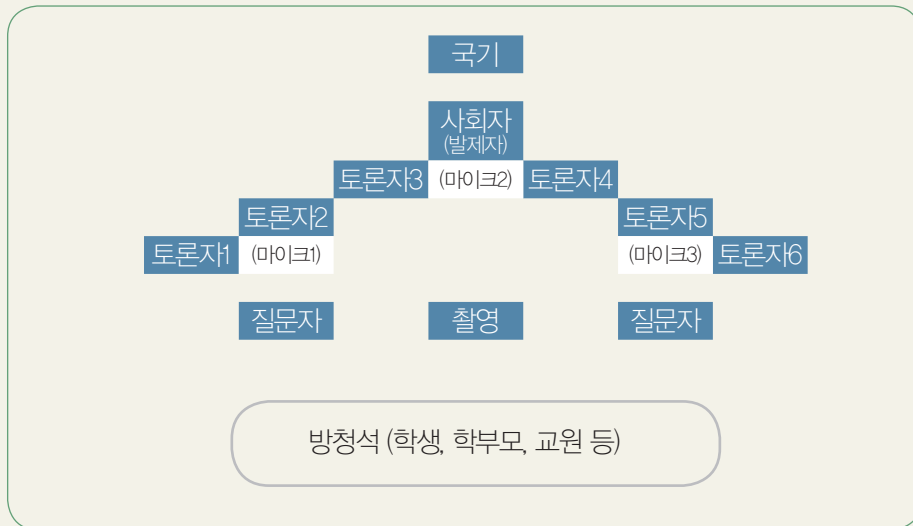 국기
사회자
(발제자)
토론자3 (마이크2) 토론자4
토론자2 토론자5
토론자1 (마이크1) (마이크3) 토론자6
질문자 촬영 질문자
방청석 (학생, 학부모, 교원 등)